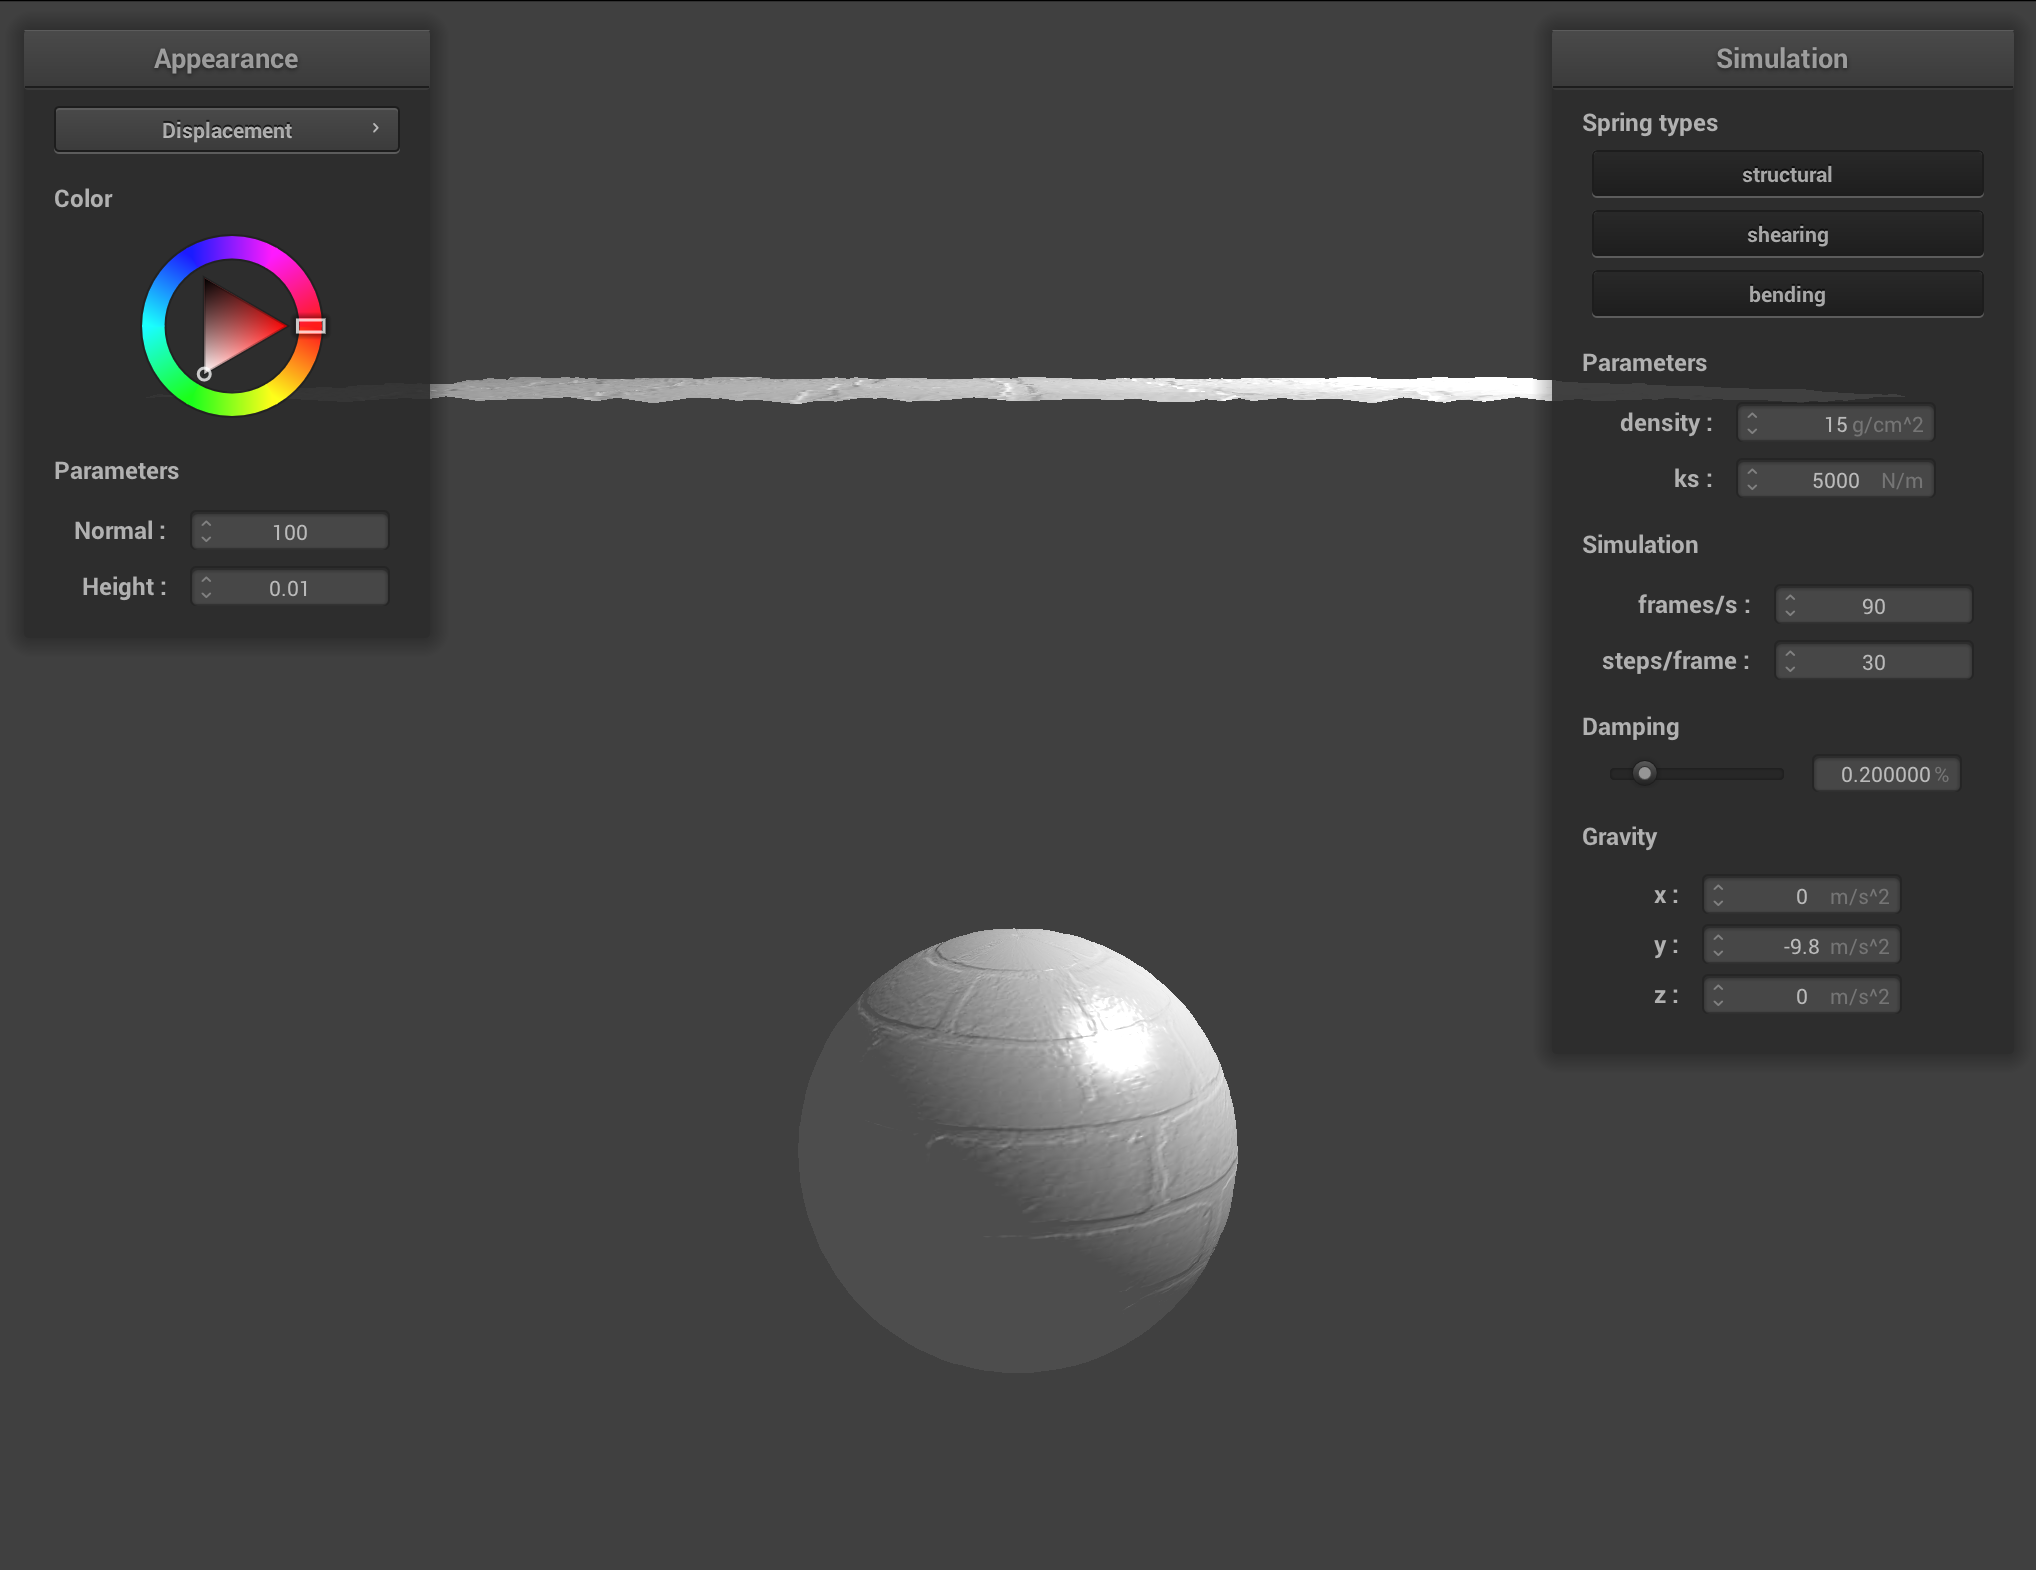 Appearance
Displacement
Color
Parameters
Normal : 100
Height : 0.01
Simulation
Spring types
structural
shearing
bending
Parameters
density : 15 g/cm^2
ks : 5000 N/m
Simulation
frames/s : 90
steps/frame : 30
Damping
0.200000 %
Gravity
x : 0 m/s^2
y : -9.8 m/s^2
z : 0 m/s^2